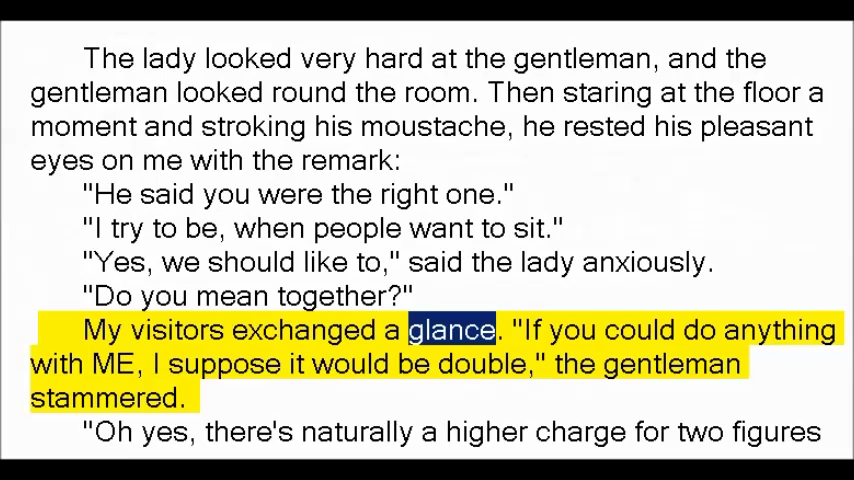 The lady looked very hard at the gentleman, and the
gentleman looked round the room. Then staring at the floor a
moment and stroking his moustache, he rested his pleasant
eyes on me with the remark:
"He said you were the right one."
"I try to be, when people want to sit."
"Yes, we should like to," said the lady anxiously.
"Do you mean together?"
My visitors exchanged a glance. "If you could do anything
with ME, I suppose it would be double," the gentleman
stammered.
"Oh yes, there's naturally a higher charge for two figures